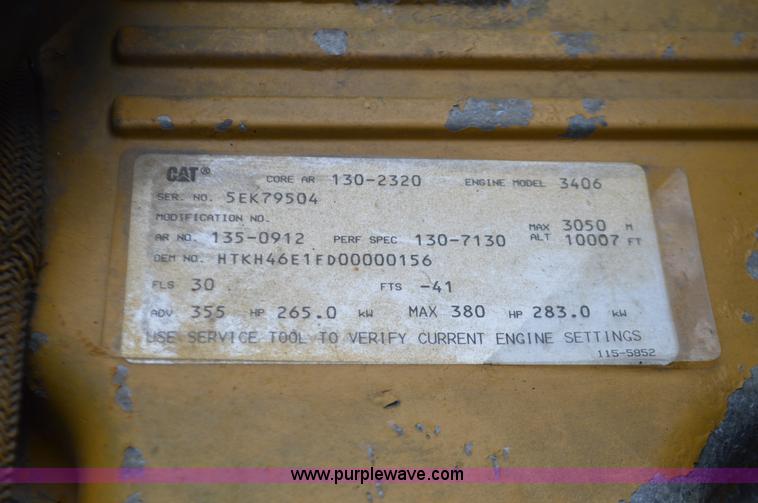 CAT® CORE AR 130-2320 ENGINE MODEL 3406
SER. NO. 5EK79504
MODIFICATION NO.
MAX 3050 M
AR NO. 135-0912 PERF SPEC 130-7130 ALT 10007 FT
OEM NO. HTKH46E1FD00000156
FLS 30 FTS -41
ADV 355 HP 265.0 kW MAX 380 HP 283.0 kW
USE SERVICE TOOL TO VERIFY CURRENT ENGINE SETTINGS
115-5852
www.purplewave.com